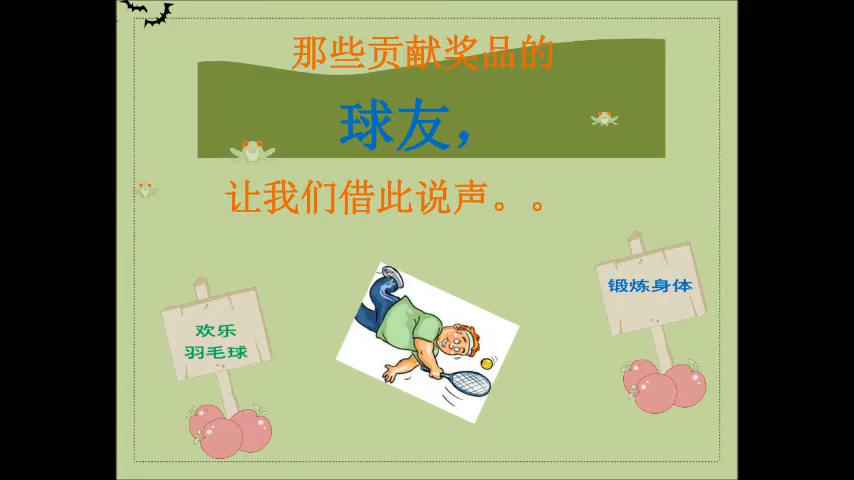 那些贡献奖品的
球友，
让我们借此说声。。
欢乐
羽毛球
锻炼身体